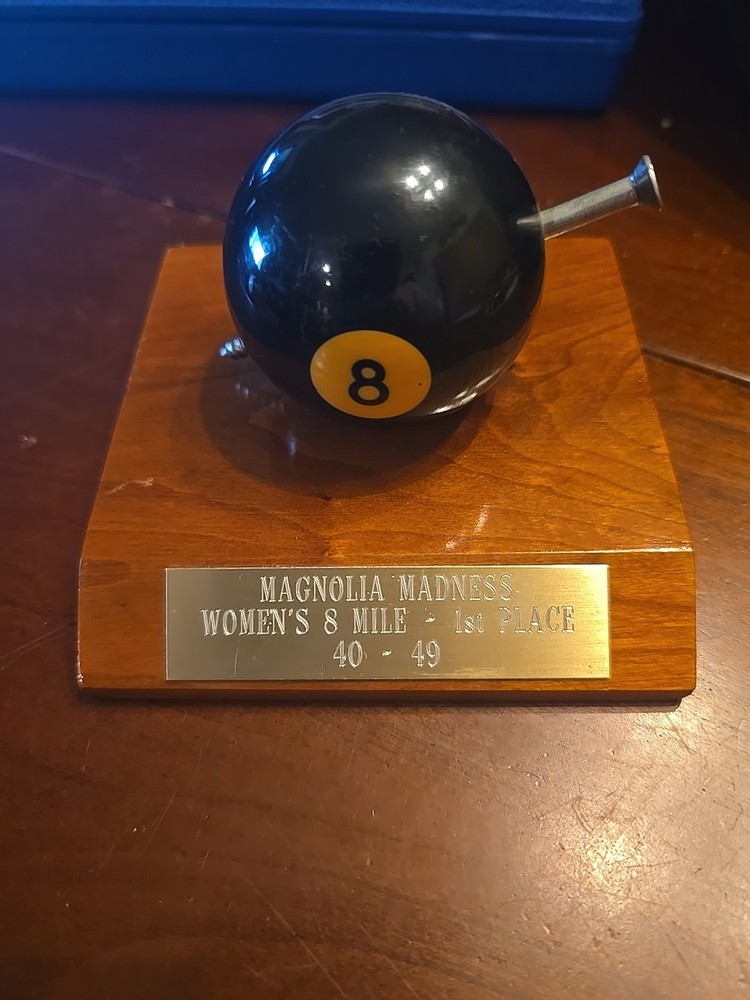 8
MAGNOLIA MADNESS
WOMEN'S 8 MILE - 1st PLACE
40 - 49